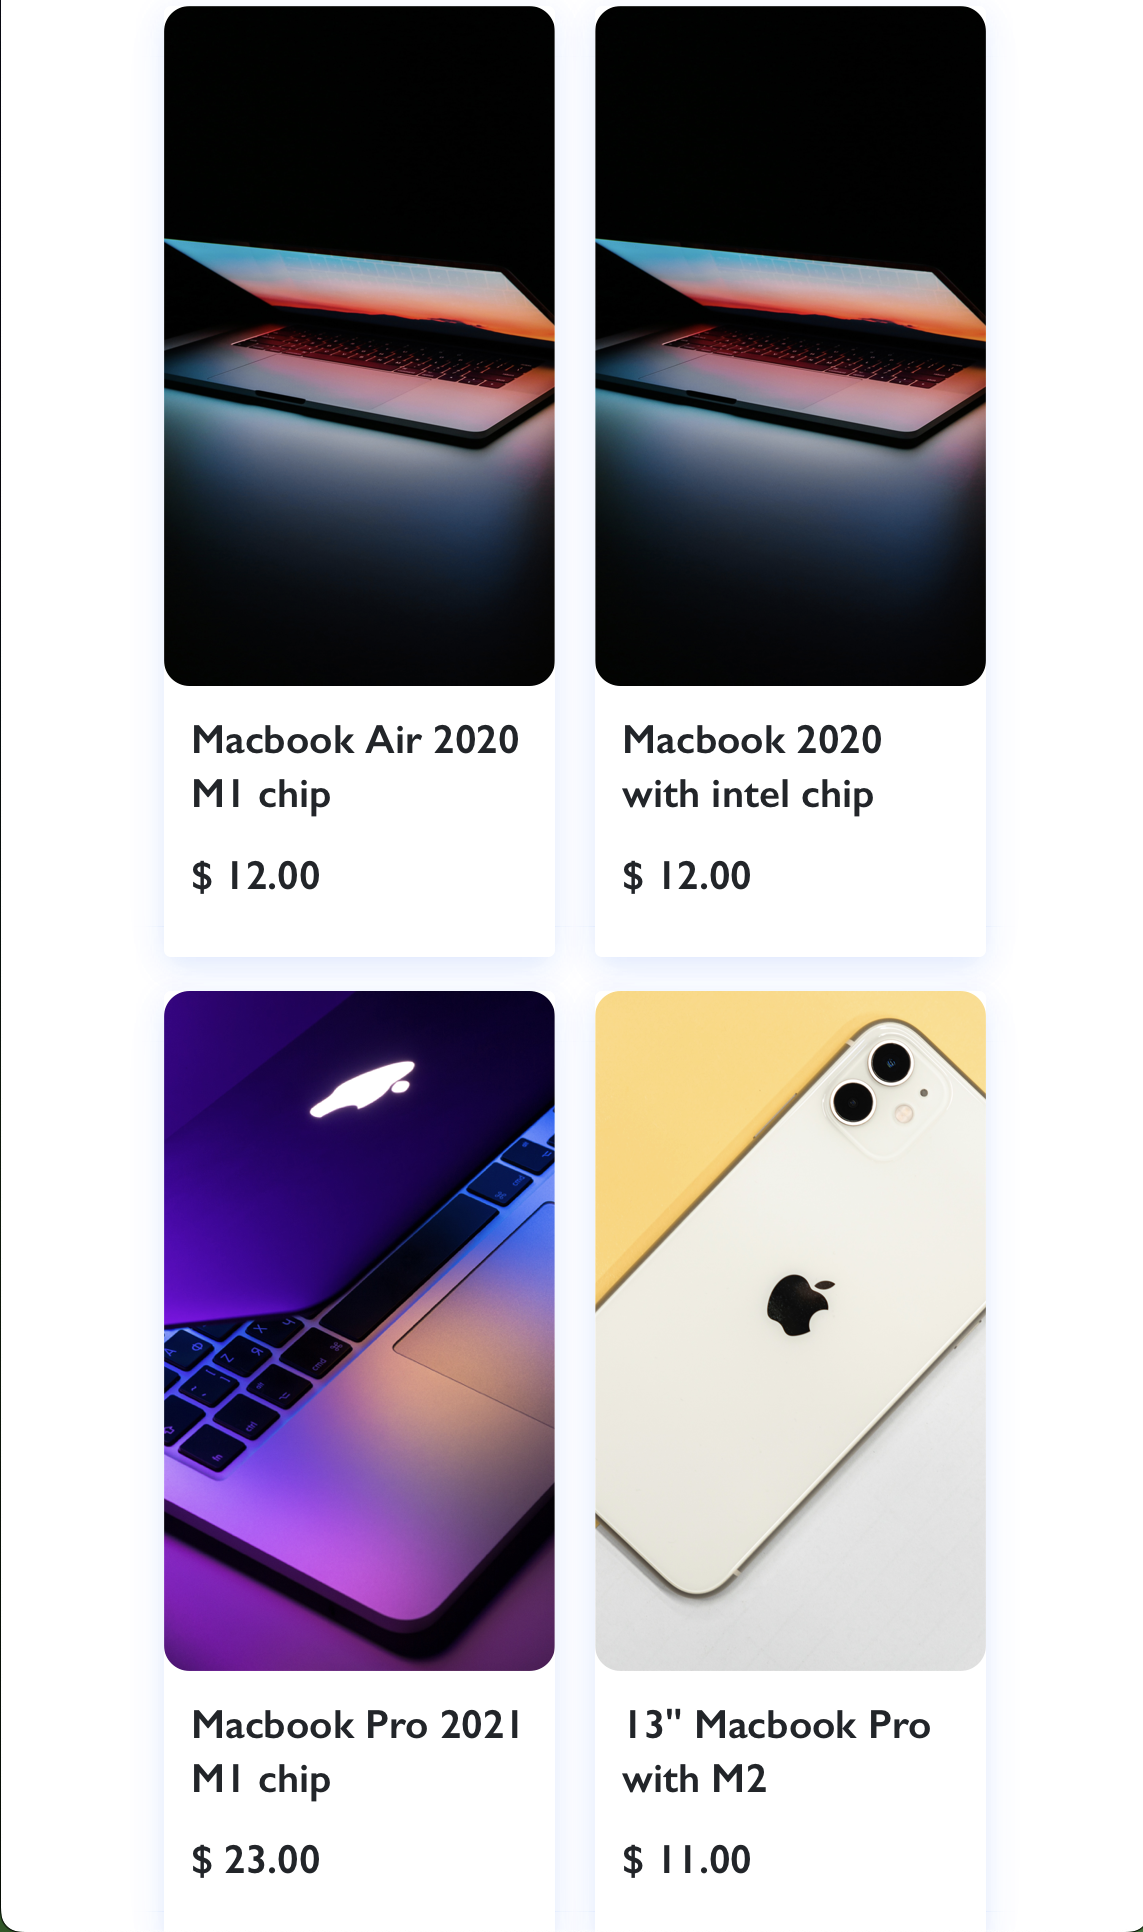 Macbook Air 2020
M1 chip
$ 12.00
Macbook 2020
with intel chip
$ 12.00
Macbook Pro 2021
M1 chip
$ 23.00
13" Macbook Pro
with M2
$ 11.00